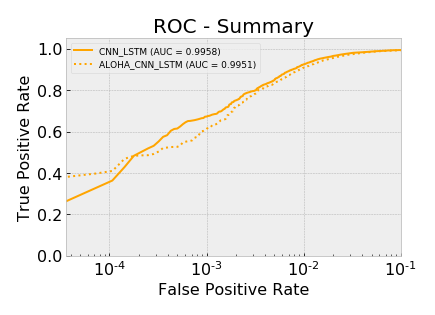 ROC - Summary
CNN_LSTM (AUC = 0.9958)
ALOHA_CNN_LSTM (AUC = 0.9951)
True Positive Rate
1.0
0.8
0.6
0.4
0.2
0.0
10⁻⁴
10⁻³
10⁻²
10⁻¹
False Positive Rate